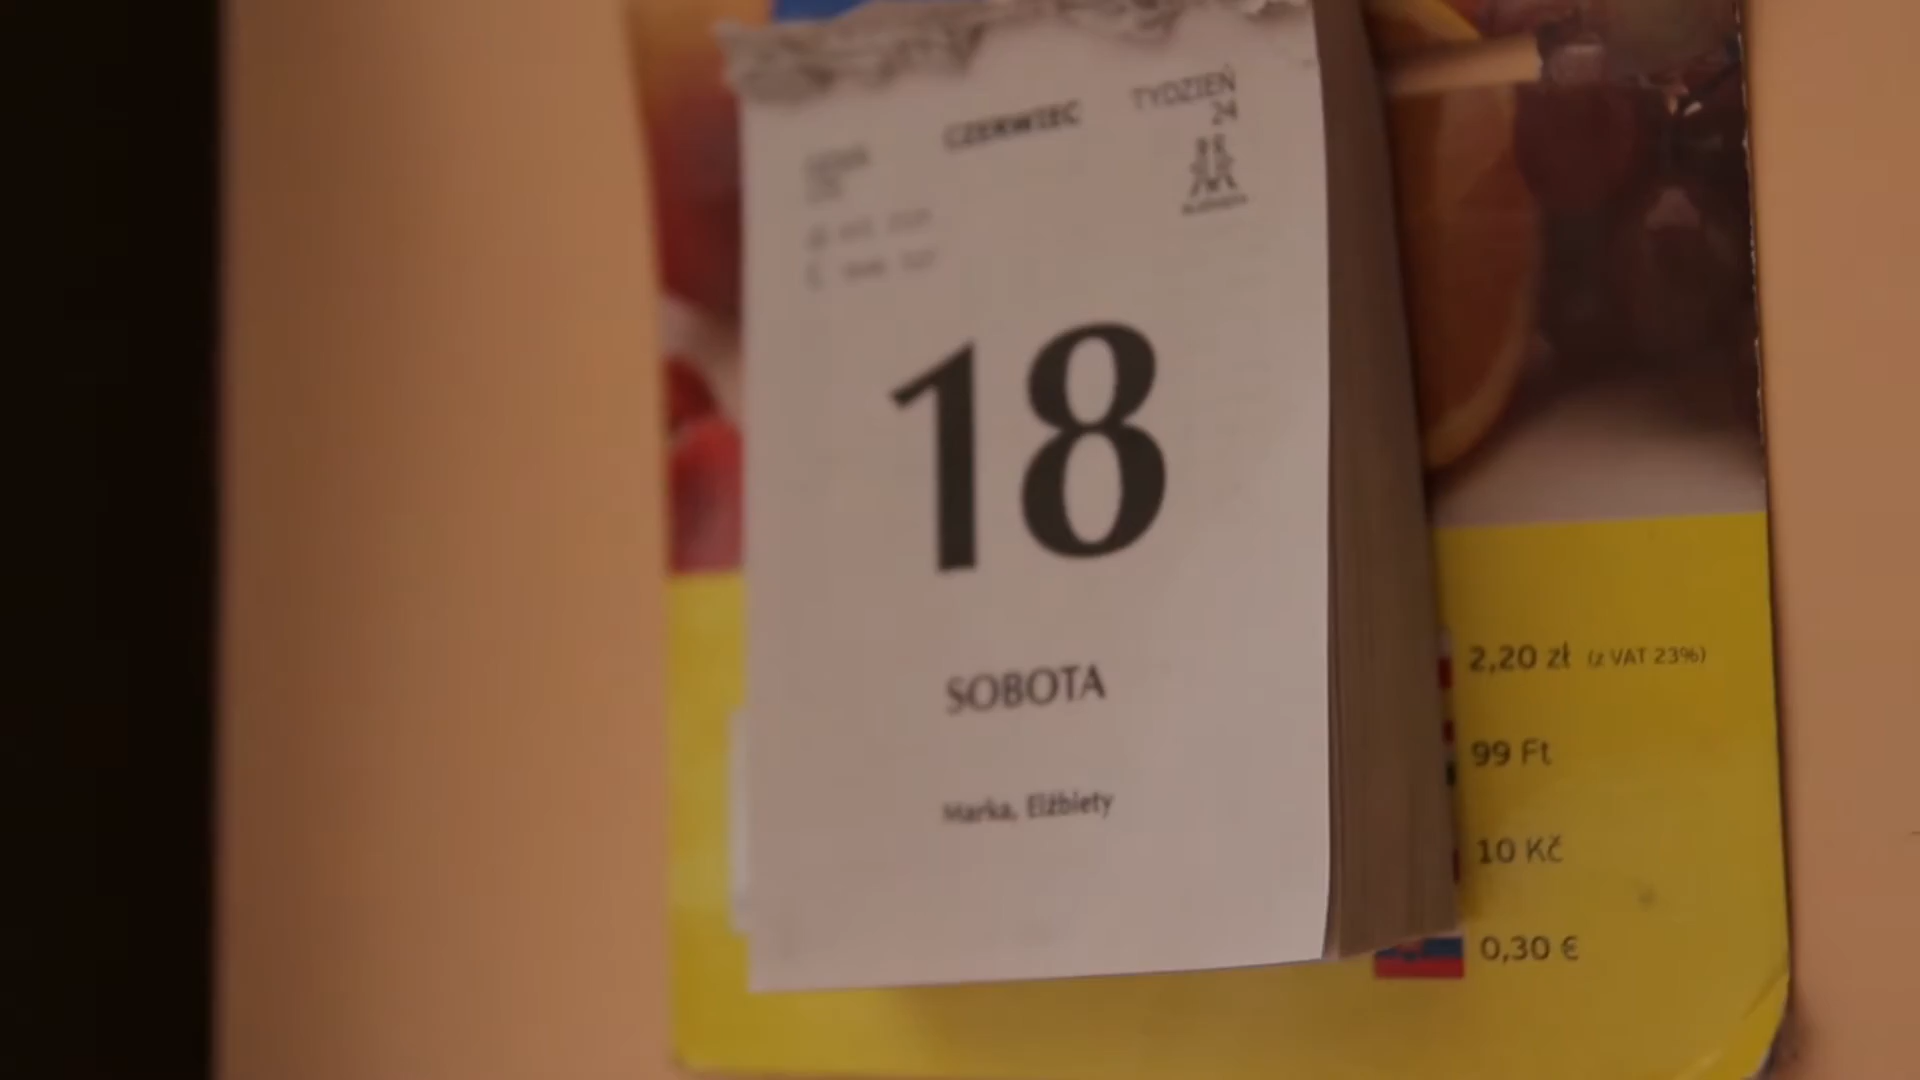 CZERWIEC
TYDZIEŃ
24
18
SOBOTA
Marka, Elżbiety
2,20 zł (z VAT 23%)
99 Ft
10 Kč
0,30 €